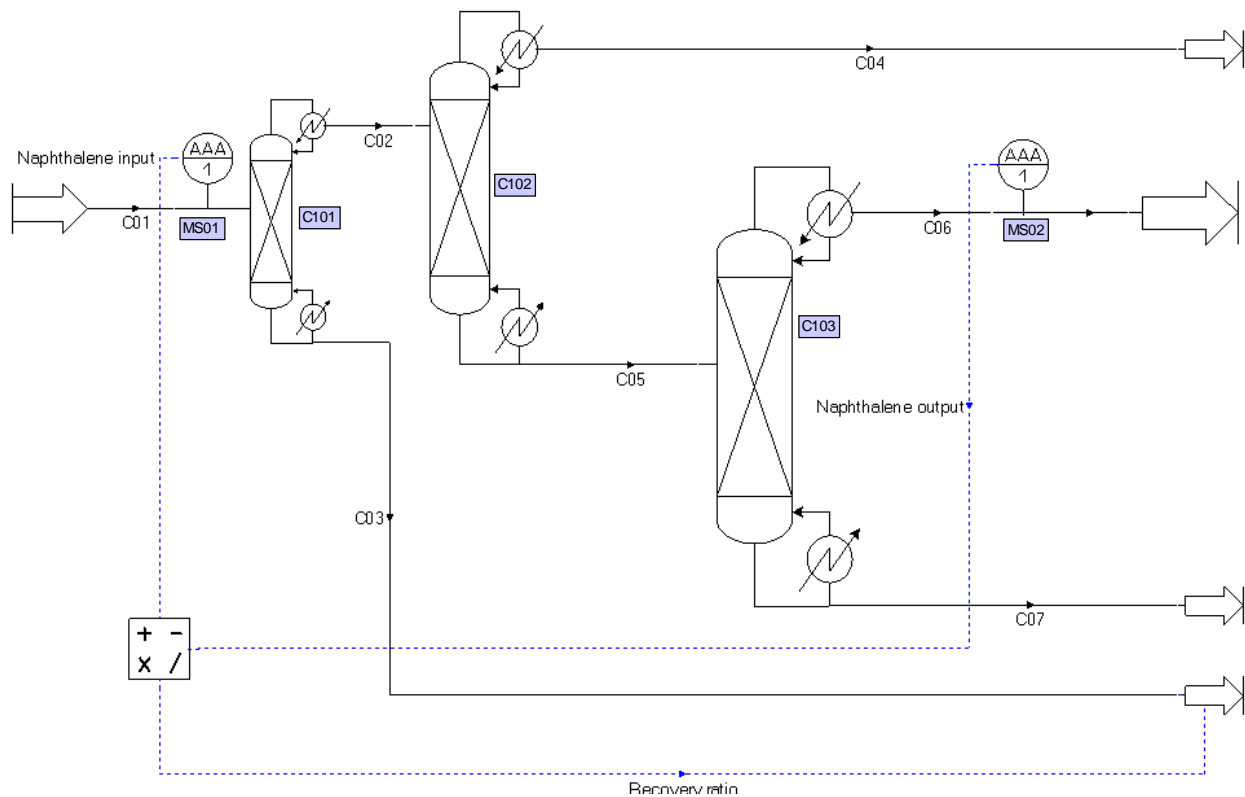 C04
AAA
1
C02
Naphthalene input
AAA
1
C102
C101
C01
MS01
C06
MS02
C103
C05
Naphthalene output
C03
C07
+ -
x /
Recovery ratio